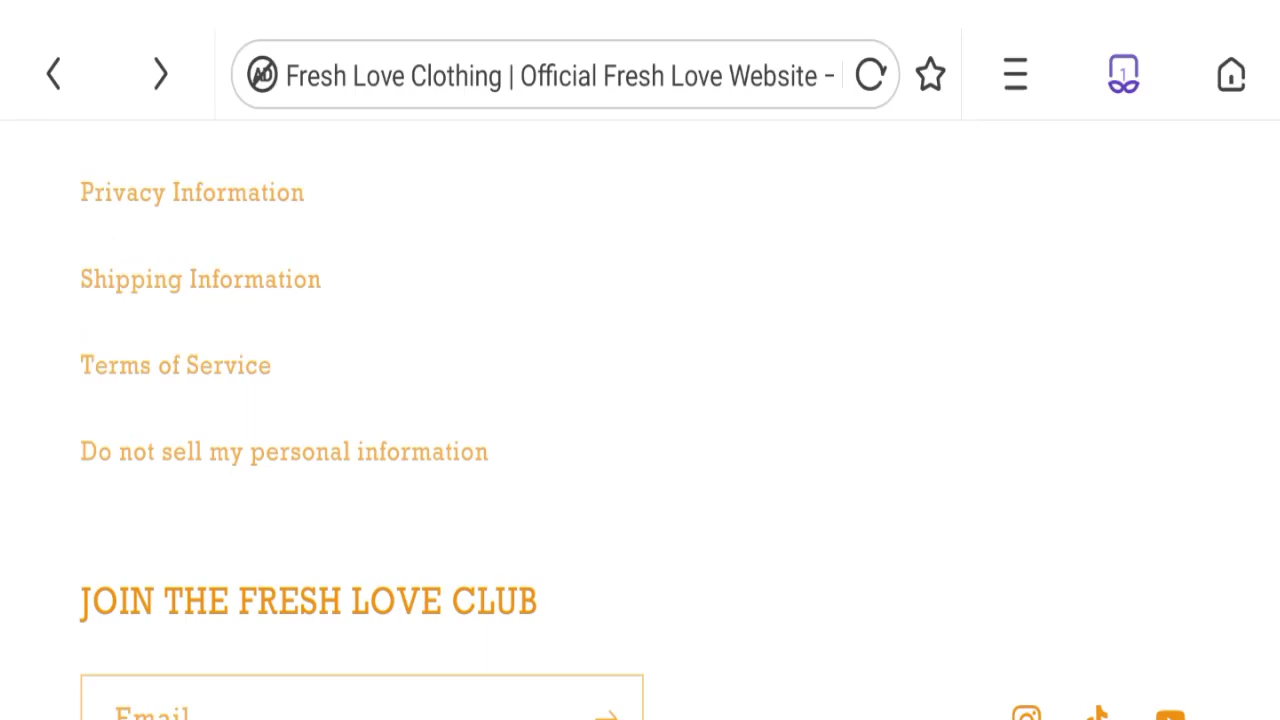 Fresh Love Clothing | Official Fresh Love Website -
1
Privacy Information
Shipping Information
Terms of Service
Do not sell my personal information
JOIN THE FRESH LOVE CLUB
Email